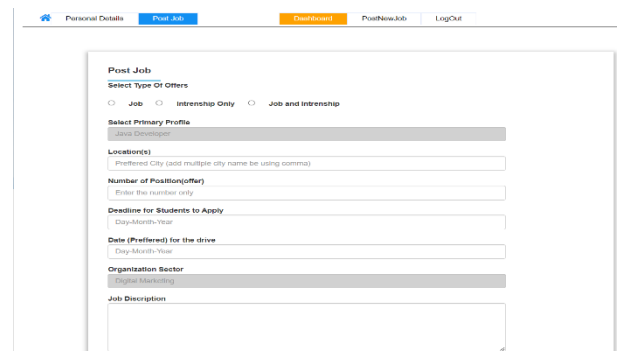 Personal Details Post Job Dashboard PostNewJob LogOut
Post Job
Select Type Of Offers
Job Intrenship Only Job and Intrenship
Select Primary Profile
Java Developer
Location(s)
Preffered City (add multiple city name be using comma)
Number of Position(offer)
Enter the number only
Deadline for Students to Apply
Day-Month-Year
Date (Preffered) for the drive
Day-Month-Year
Organization Sector
Digital Marketing
Job Discription